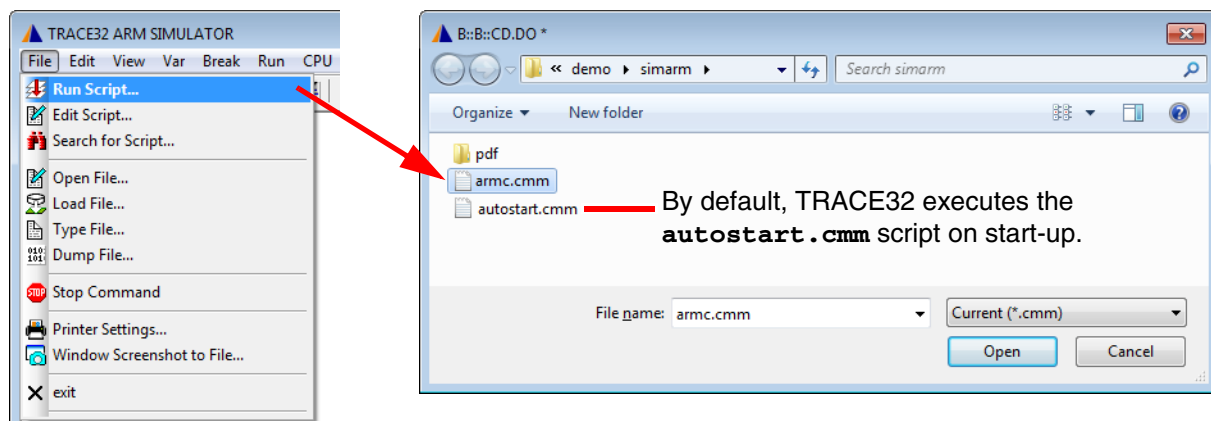 TRACE32 ARM SIMULATOR
File Edit View Var Break Run CPU
Run Script...
Edit Script...
Search for Script...
Open File...
Load File...
Type File...
Dump File...
Stop Command
Printer Settings...
Window Screenshot to File...
exit
B::B::CD.DO *
« demo simarm
Search simarm
Organize New folder
pdf
armc.cmm
autostart.cmm
By default, TRACE32 executes the
autostart.cmm script on start-up.
File name: armc.cmm Current (*.cmm)
Open Cancel